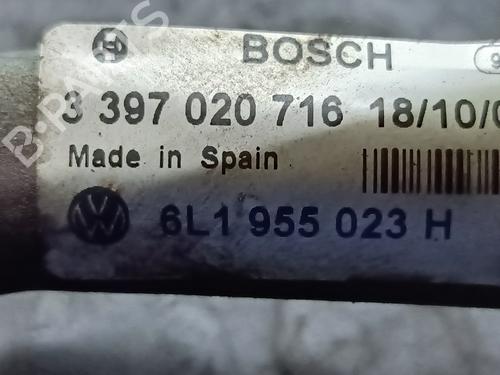 BOSCH
3 397 020 716 18/10/0
Made in Spain
6L1 955 023 H